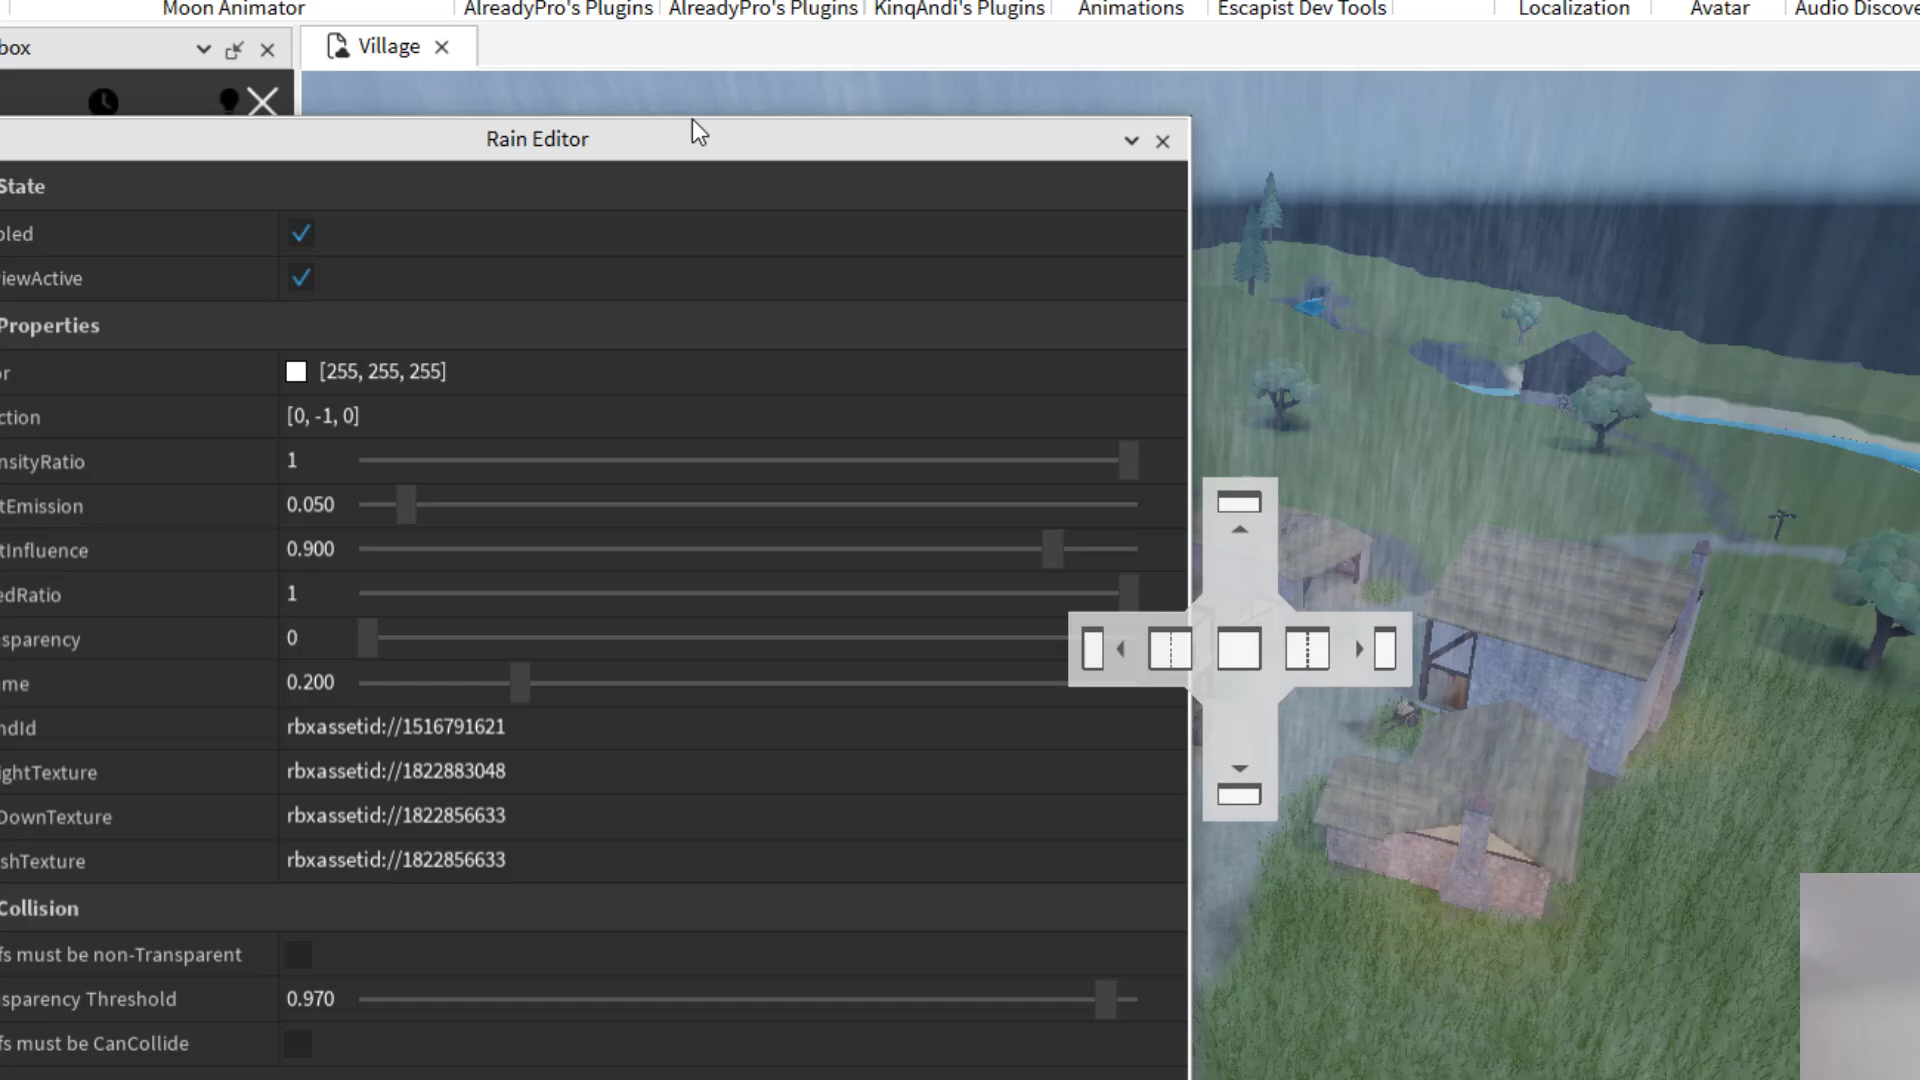 Moon Animator AlreadyPro's Plugins AlreadyPro's Plugins KinqAndi's Plugins Animations Escapist Dev Tools Localization Avatar Audio Discove
box Village
Rain Editor
State
bled
iewActive
Properties
or [255, 255, 255]
ction [0, -1, 0]
nsityRatio 1
tEmission 0.050
tInfluence 0.900
edRatio 1
sparency 0
me 0.200
ndId rbxassetid://1516791621
ightTexture rbxassetid://1822883048
DownTexture rbxassetid://1822856633
shTexture rbxassetid://1822856633
Collision
fs must be non-Transparent
sparency Threshold 0.970
fs must be CanCollide